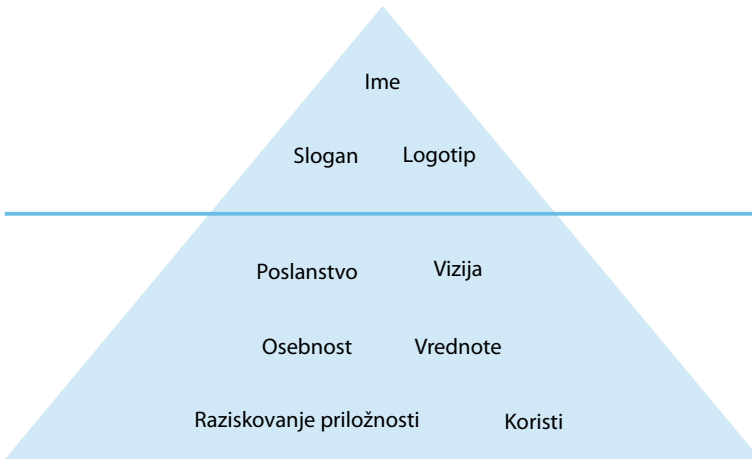 Ime
Slogan Logotip
Poslanstvo Vizija
Osebnost Vrednote
Raziskovanje priložnosti Koristi